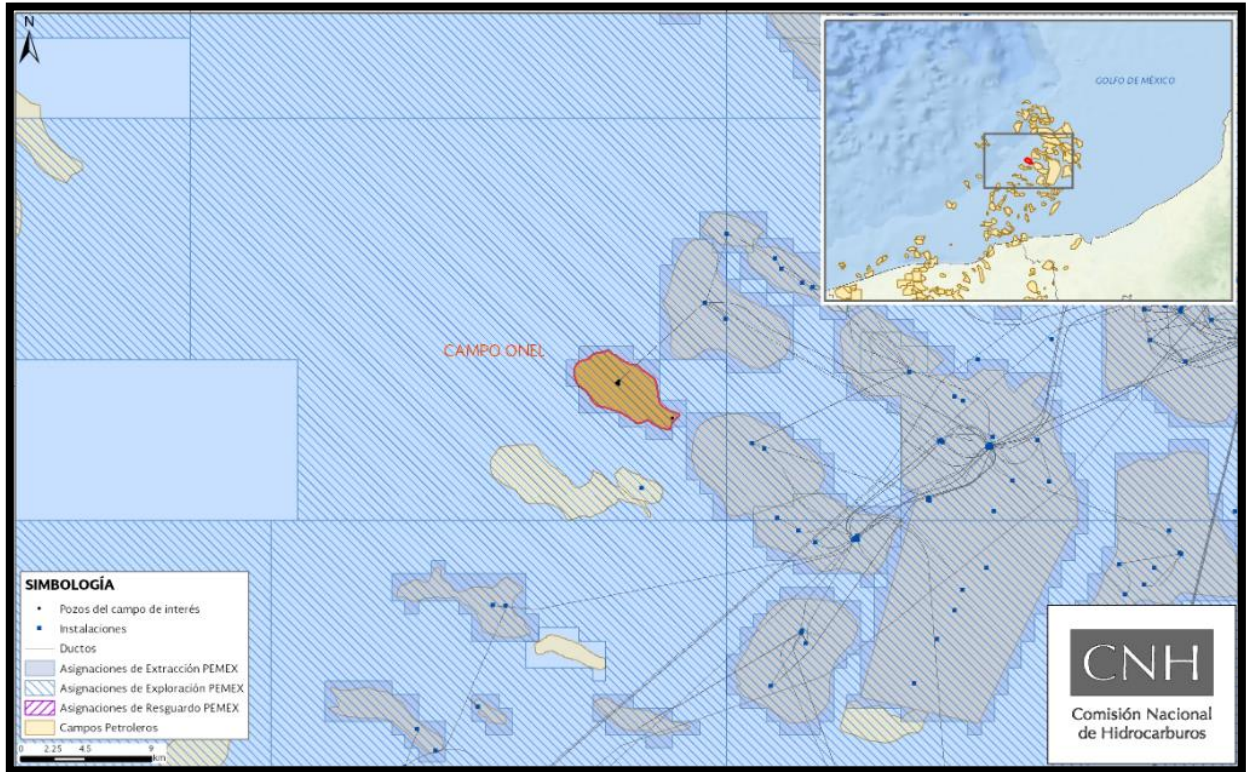 N
GOLFO DE MÉXICO
CAMPO ONEL
SIMBOLOGÍA
Pozos del campo de interés
Instalaciones
Ductos
Asignaciones de Extracción PEMEX
Asignaciones de Exploración PEMEX
Asignaciones de Resguardo PEMEX
Campos Petroleros
0 2.25 4.5 9
km
CNH
Comisión Nacional
de Hidrocarburos